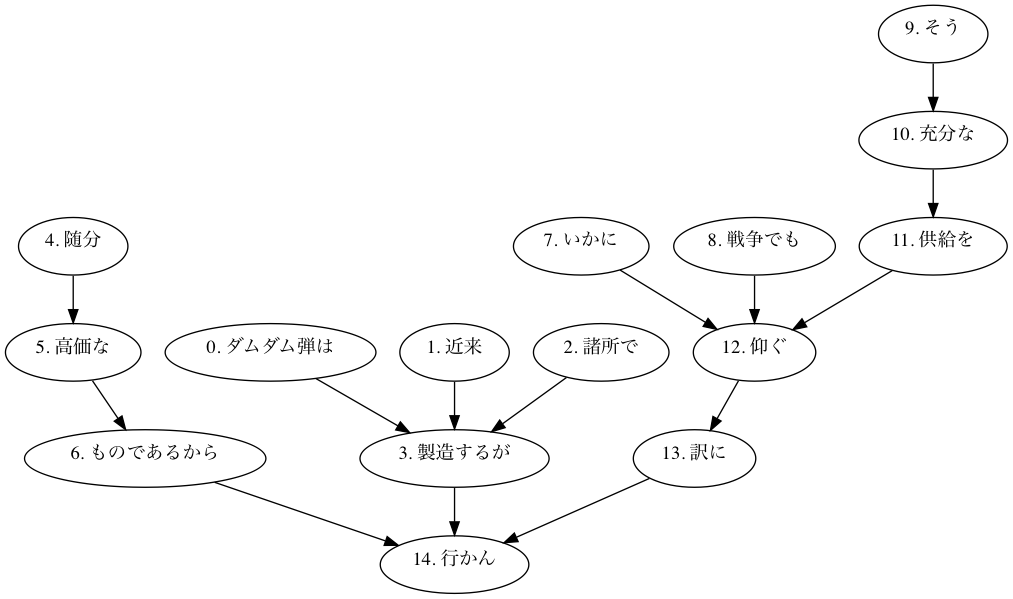 9. そう
10. 充分な
4. 随分
7. いかに
8. 戦争でも
11. 供給を
5. 高価な
0. ダムダム弾は
1. 近来
2. 諸所で
12. 仰ぐ
6. ものであるから
3. 製造するが
13. 訳に
14. 行かん